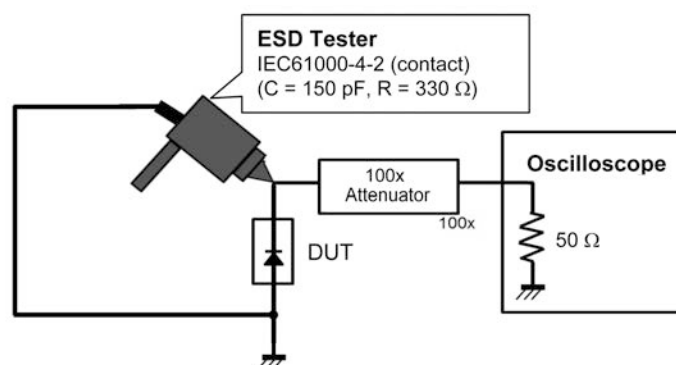 ESD Tester
IEC61000-4-2 (contact)
(C = 150 pF, R = 330 Ω)
Oscilloscope
100x
Attenuator
100x
50 Ω
DUT